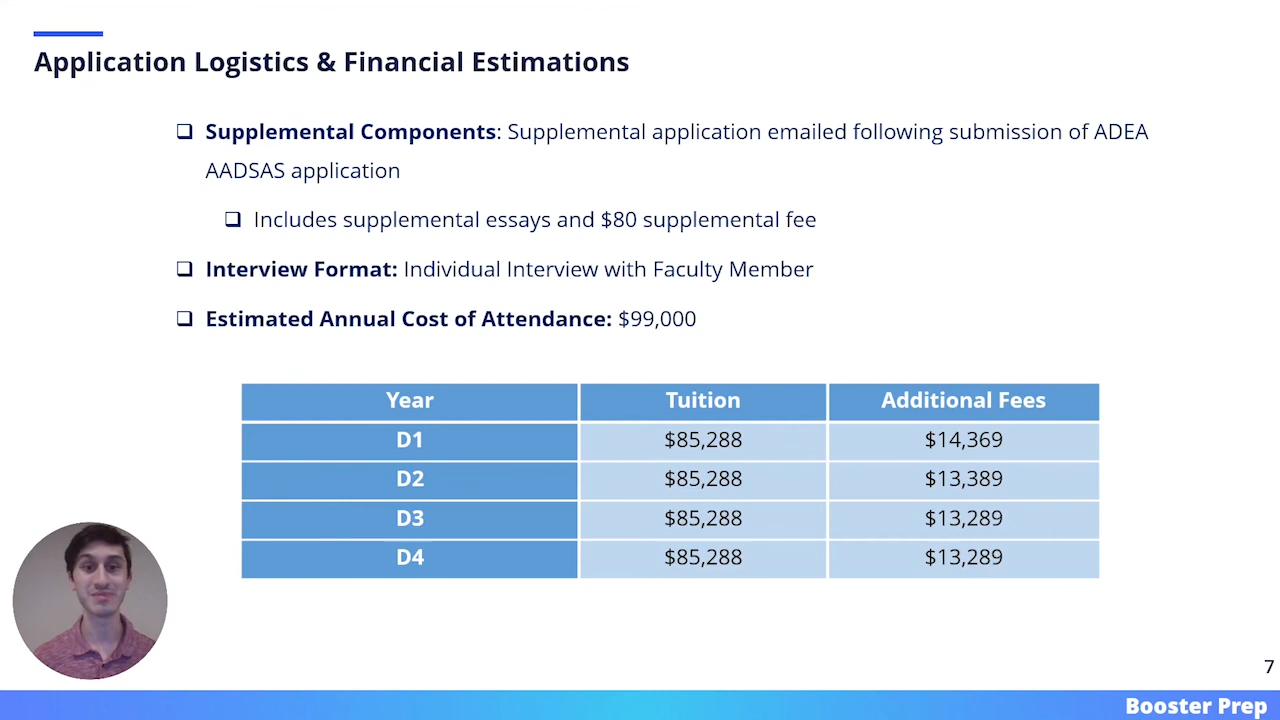 Application Logistics & Financial Estimations
❑ Supplemental Components: Supplemental application emailed following submission of ADEA
AADSAS application
❑ Includes supplemental essays and $80 supplemental fee
❑ Interview Format: Individual Interview with Faculty Member
❑ Estimated Annual Cost of Attendance: $99,000
Year Tuition Additional Fees
D1 $85,288 $14,369
D2 $85,288 $13,389
D3 $85,288 $13,289
D4 $85,288 $13,289
7
Booster Prep